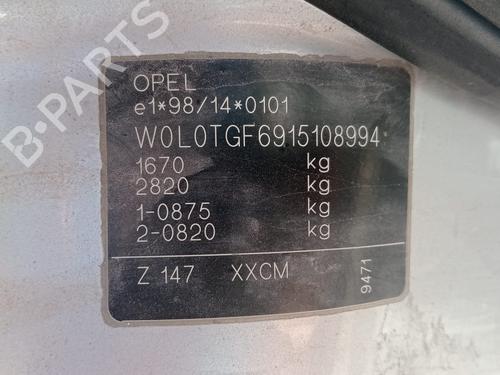 OPEL
e1*98/14*0101
W0L0TGF6915108994
1670 kg
2820 kg
1-0875 kg
2-0820 kg
Z 147 XXCM
9471
B-PARTS